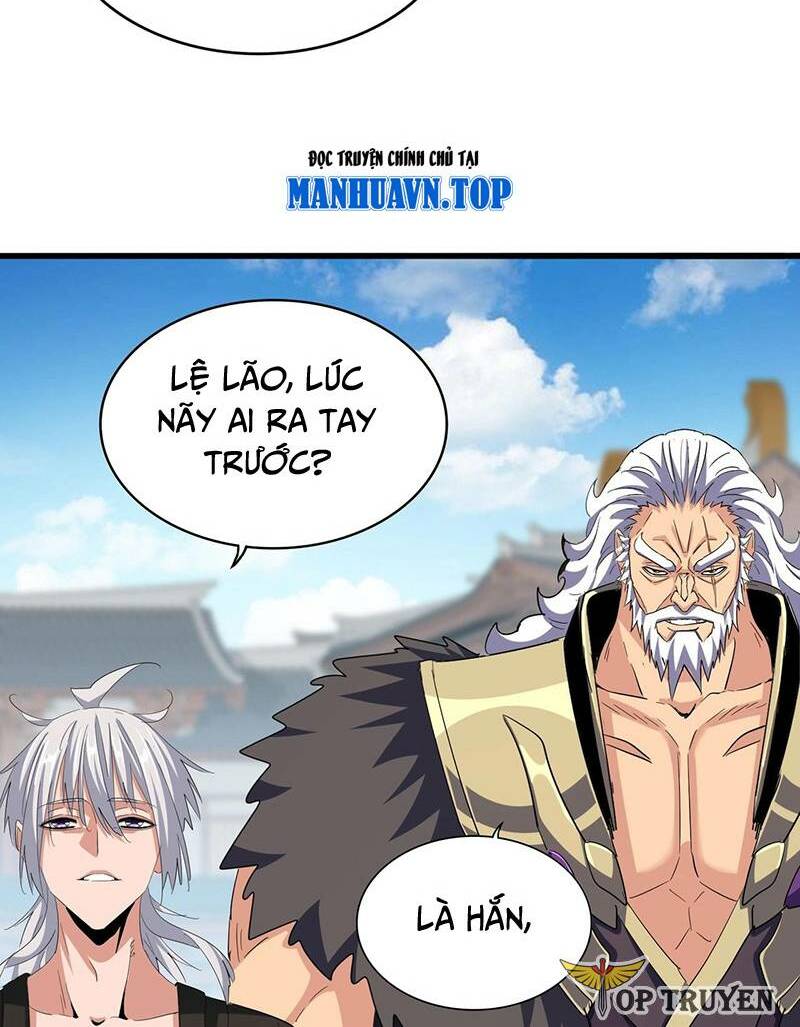 ĐỌC TRUYỆN CHÍNH CHỦ TẠI
MANHUAVN.TOP
LỆ LÃO, LÚC
NÃY AI RA TAY
TRƯỚC?
LÀ HẮN,
TOP TRUYEN